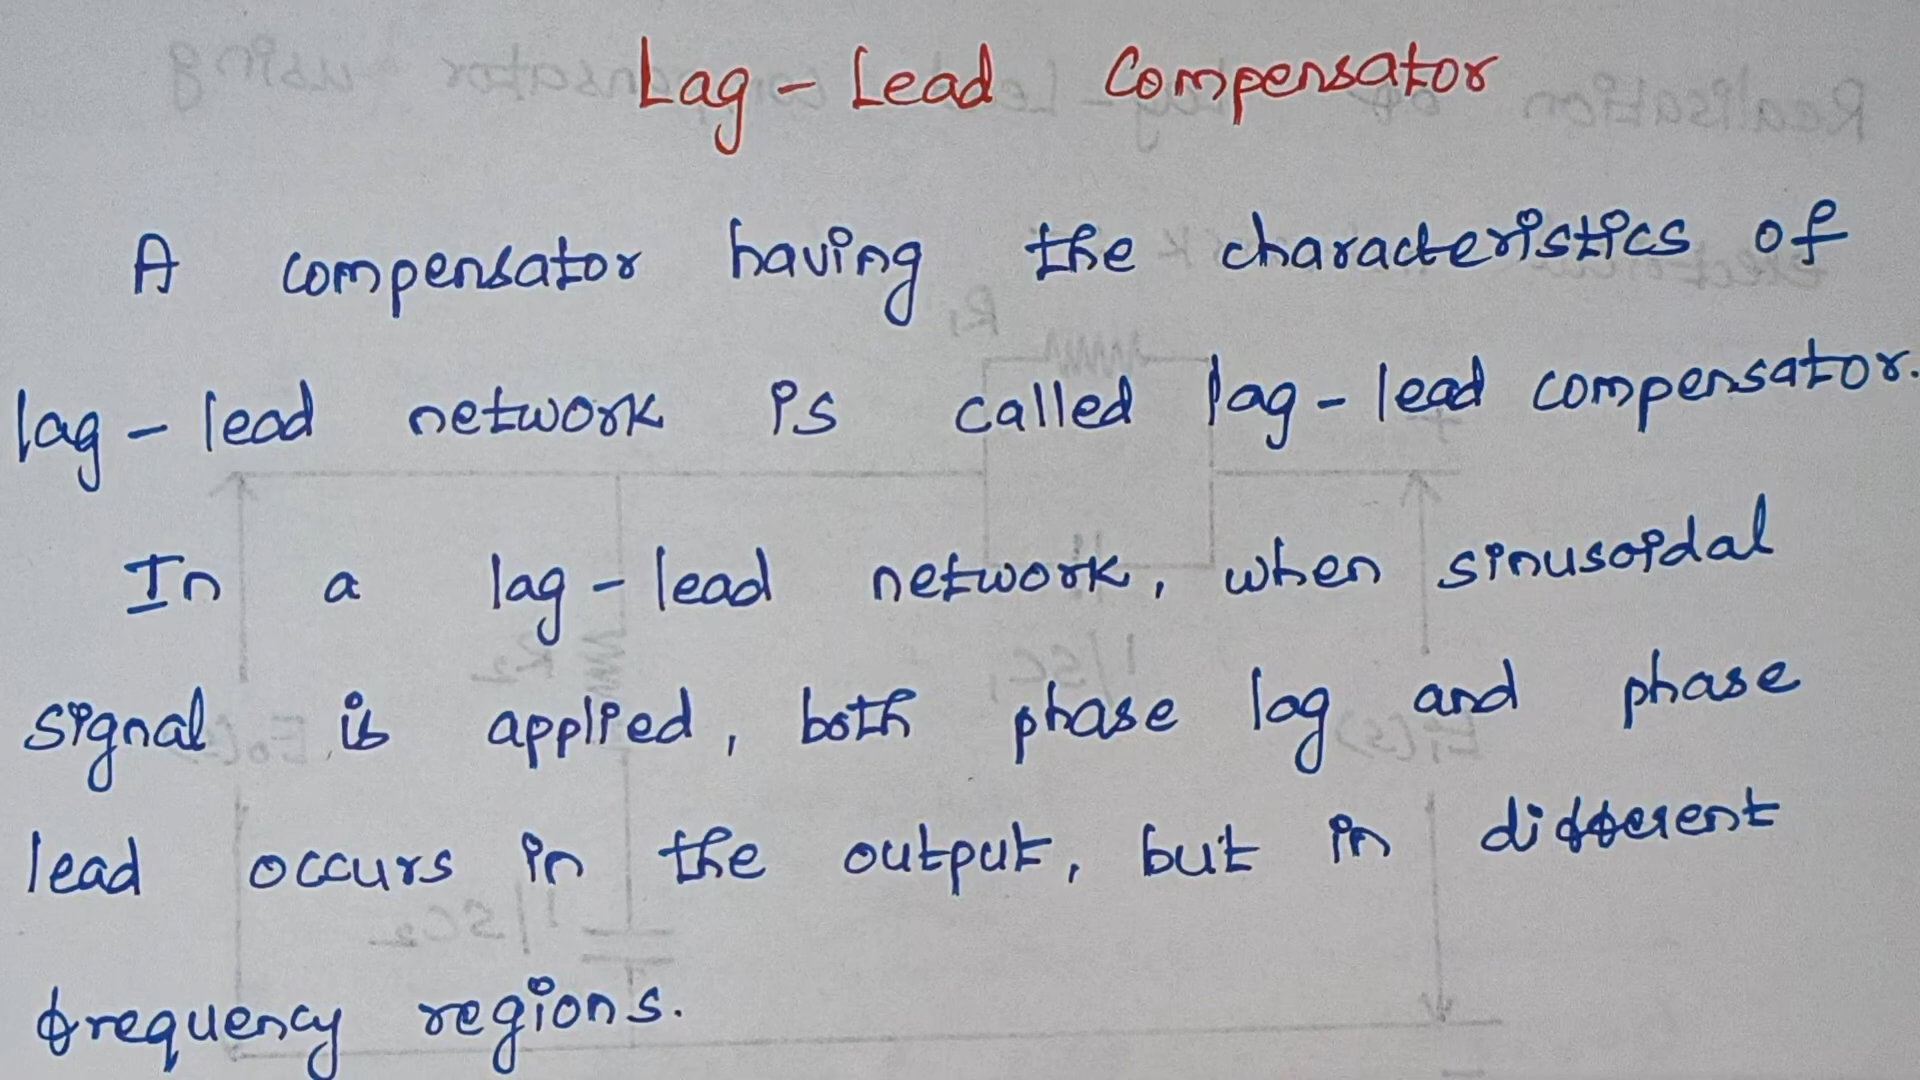 Lag - Lead Compensator
A compensator having the characteristics of
lag - lead network is called lag - lead compensator.
In a lag - lead network, when sinusoidal
signal is applied, both phase lag and phase
lead occurs in the output, but in different
frequency regions.